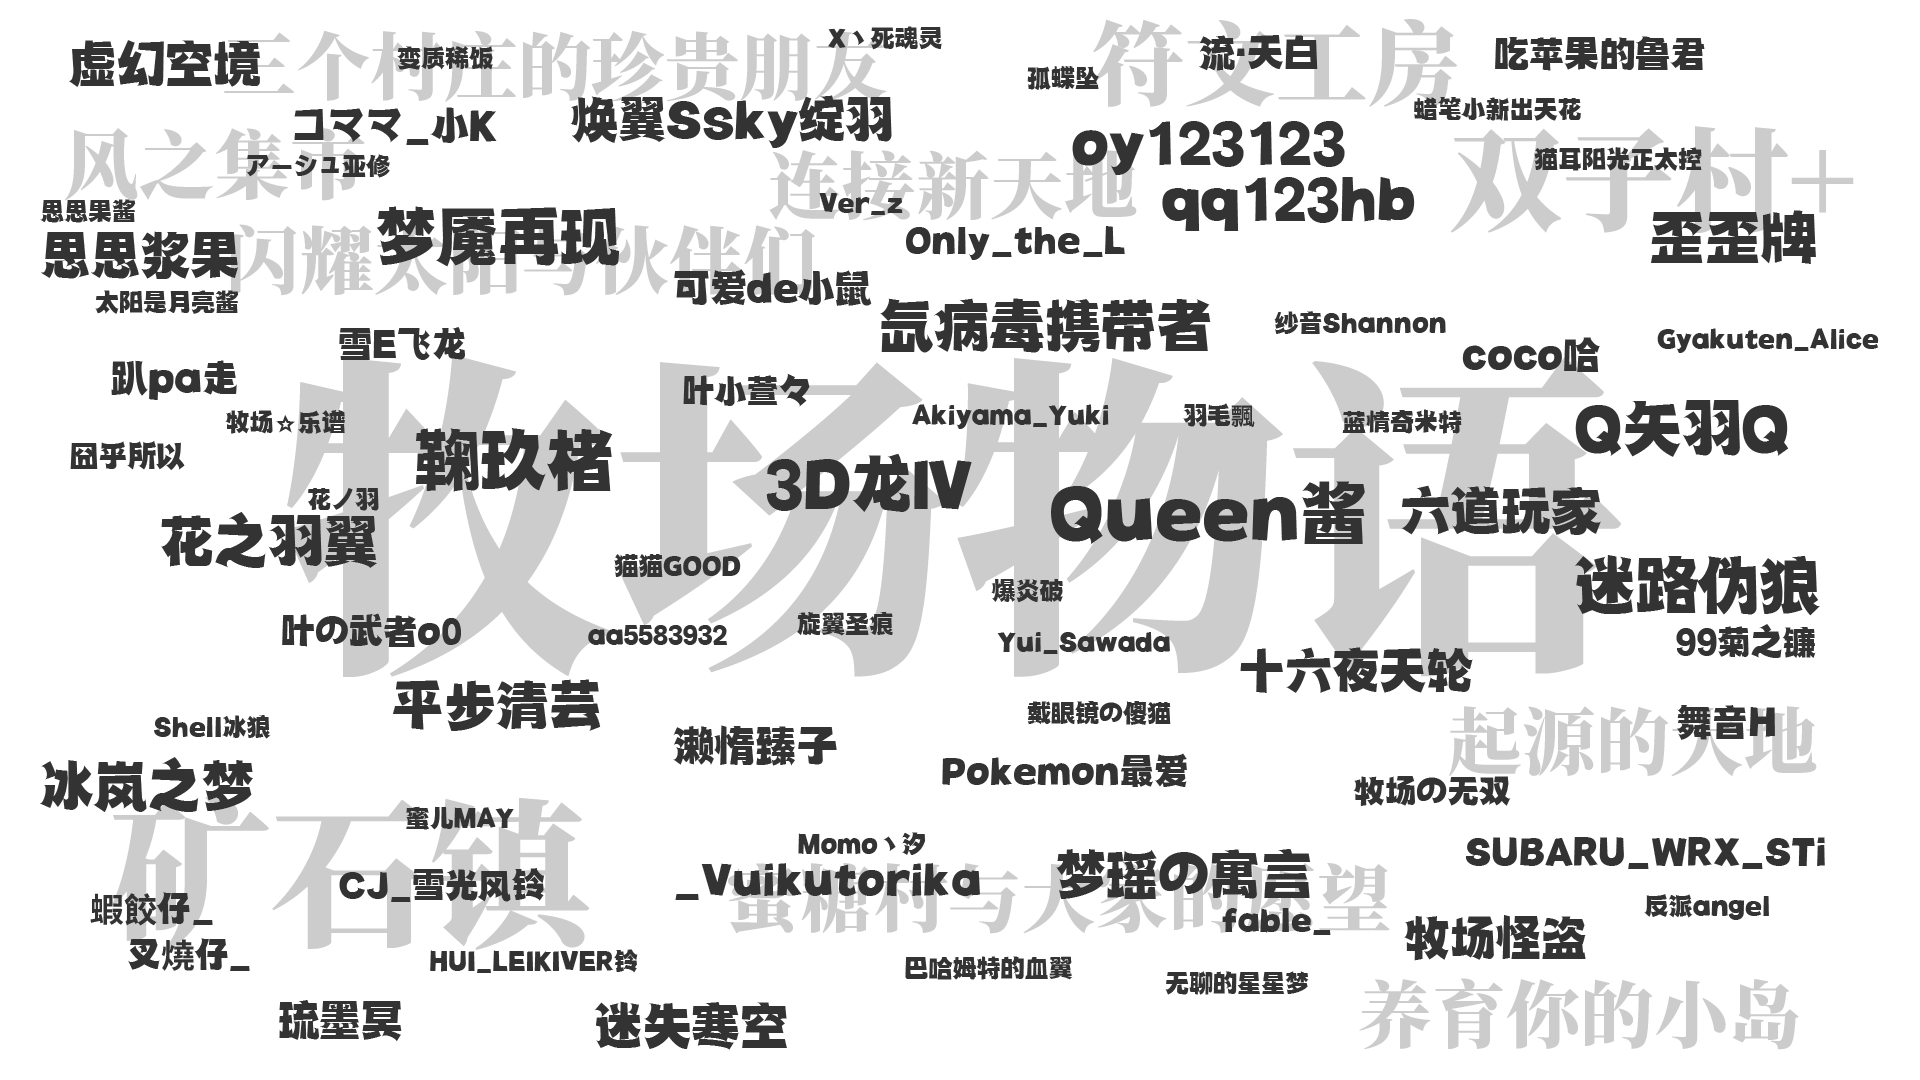 三个村庄的珍贵朋友
虚幻空境
变质稀饭
X丶死魂灵
符文工房
流·天白
吃苹果的鲁君
孤蝶坠
コママ_小K
焕翼Ssky绽羽
蜡笔小新出天花
风之集市
アーシュ亚修
oy123123
双子村+
猫耳阳光正太控
连接新天地
思思果酱
Ver_z
qq123hb
思思浆果
梦魇再现
闪耀太阳与伙伴们
Only_the_L
歪歪牌
太阳是月亮酱
可爱de小鼠
氙病毒携带者
纱音Shannon
雪E飞龙
coco哈
Gyakuten_Alice
趴pa走
叶小萱々
牧场物语
牧场☆乐谱
Akiyama_Yuki
羽毛飄
蓝情奇米特
Q矢羽Q
囧乎所以
鞠玖楮
3D龙IV
花ノ羽
Queen酱
六道玩家
花之羽翼
猫猫GOOD
爆炎破
迷路伪狼
叶の武者o0
aa5583932
旋翼圣痕
Yui_Sawada
99菊之镰
十六夜天轮
平步清芸
Shell冰狼
戴眼镜の傻猫
起源的大地
舞音H
濑惰臻子
冰岚之梦
Pokemon最爱
牧场の无双
矿石镇
蜜儿MAY
Momo丶汐
SUBARU_WRX_STi
CJ_雪光风铃
_Vuikutorika
梦瑶の寓言
蜜糖村与大家的愿望
蝦餃仔_
fable_
反派angel
叉燒仔_
牧场怪盗
HUI_LEIKIVER铃
巴哈姆特的血翼
无聊的星星梦
养育你的小岛
琉墨冥
迷失寒空